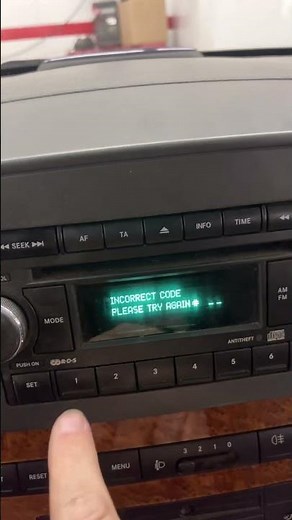 SEEK
AF
TA
INFO
TIME
MODE
INCORRECT CODE
PLEASE TRY AGAIN
--
AM
FM
PUSH ON
R·D·S
ANTITHEFT
SET
1
2
3
4
5
6
3 2 1 0
RESET
MENU